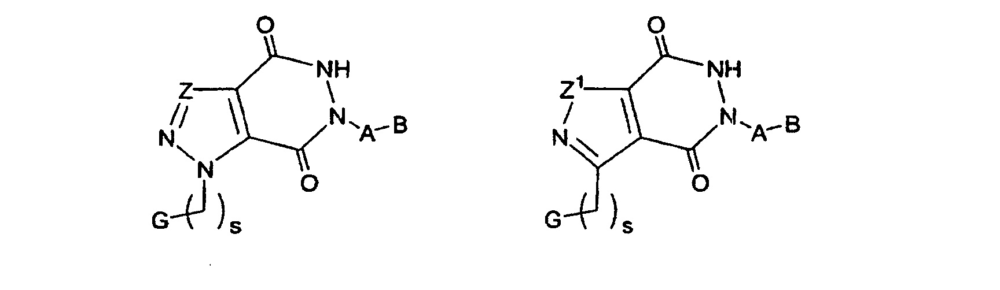 O O
NH NH
Z Z¹
N A B N A B
N N
N O O
G ( )s G ( )s